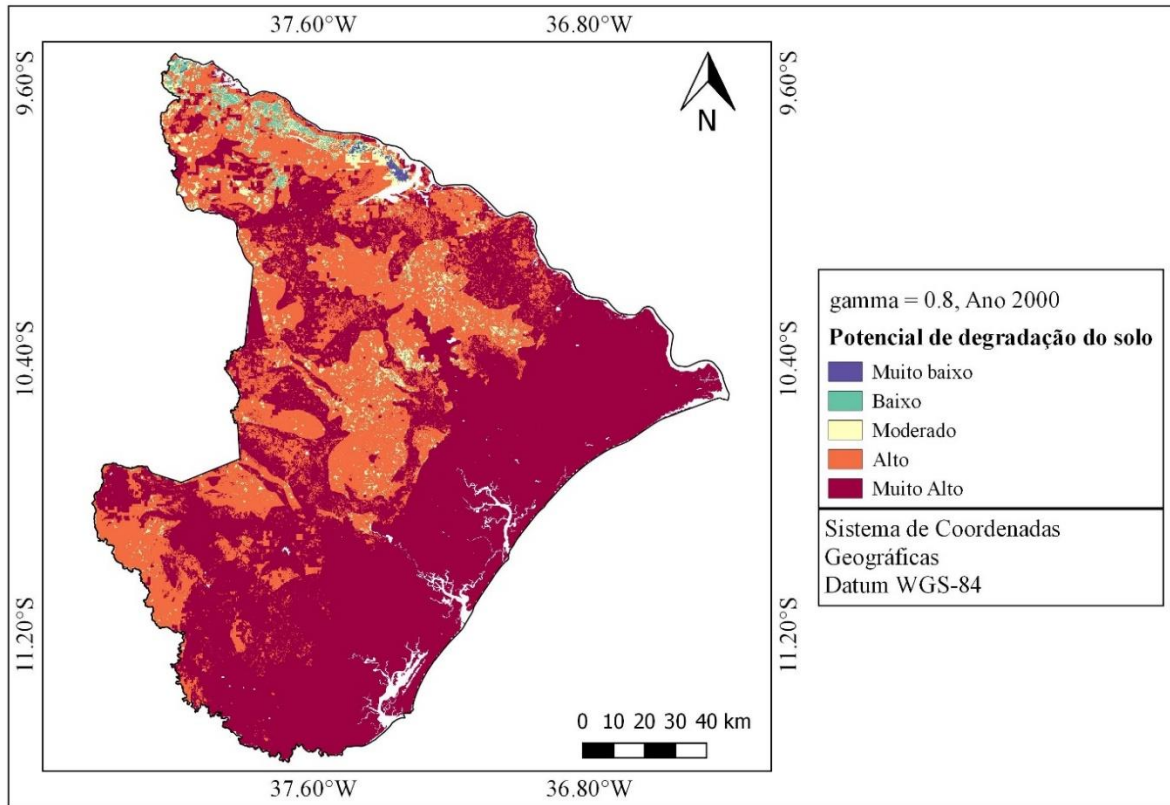 37.60°W 36.80°W
9.60°S 9.60°S
N
10.40°S 10.40°S
gamma = 0.8, Ano 2000
Potencial de degradação do solo
Muito baixo
Baixo
Moderado
Alto
Muito Alto
Sistema de Coordenadas
Geográficas
Datum WGS-84
11.20°S 11.20°S
0 10 20 30 40 km
37.60°W 36.80°W